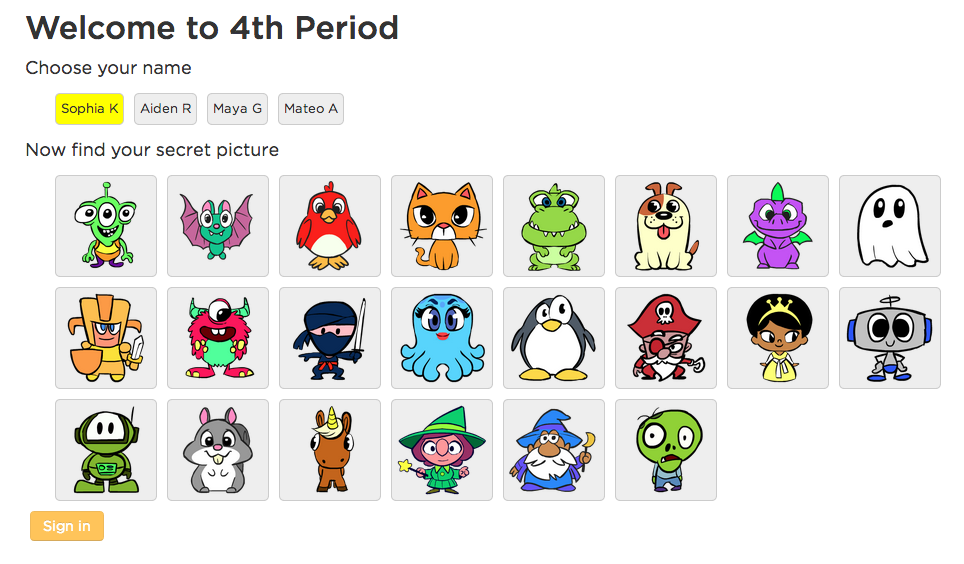 Welcome to 4th Period
Choose your name
Sophia K Aiden R Maya G Mateo A
Now find your secret picture
Sign in